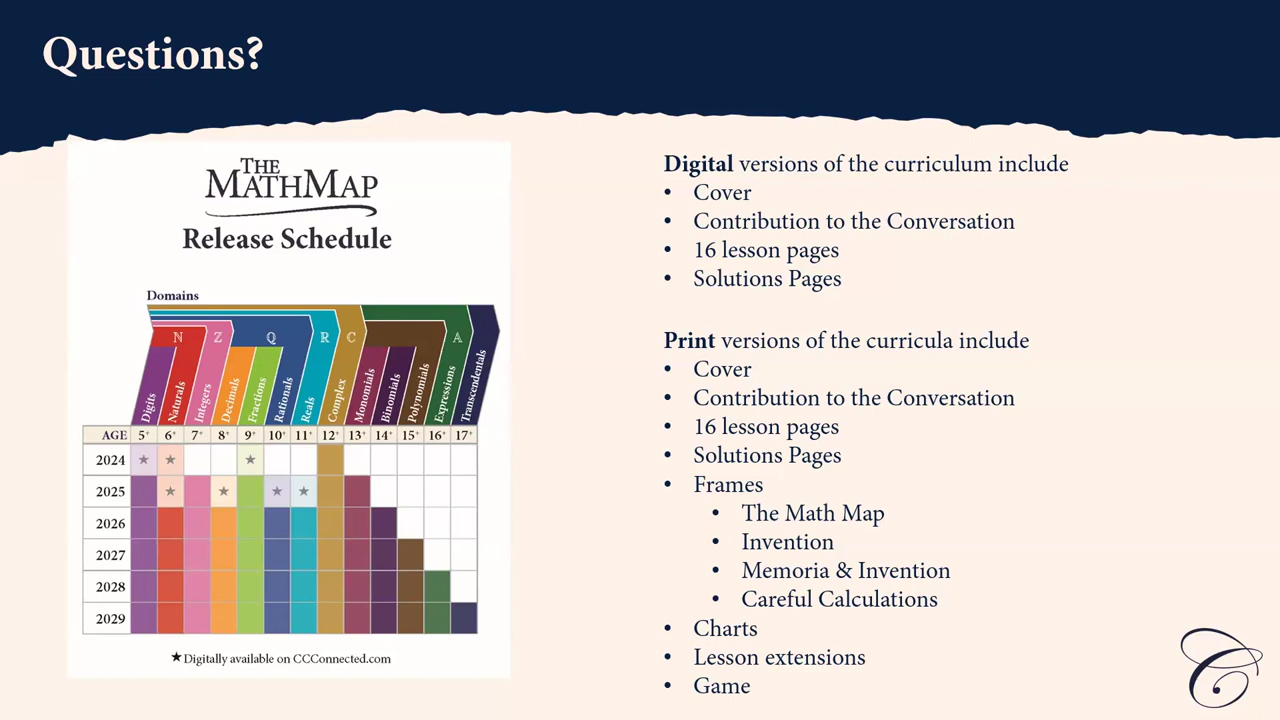 Questions?
THE
MATHMAP
Release Schedule
Domains
N Z Q R C A
Digits Naturals Integers Decimals Fractions Rationals Reals Complex Monomials Binomials Polynomials Expressions Transcendentals
AGE 5+ 6+ 7+ 8+ 9+ 10+ 11+ 12+ 13+ 14+ 15+ 16+ 17+
2024 ★ ★ ★
2025 ★ ★ ★ ★
2026
2027
2028
2029
★Digitally available on CCConnected.com
Digital versions of the curriculum include
• Cover
• Contribution to the Conversation
• 16 lesson pages
• Solutions Pages
Print versions of the curricula include
• Cover
• Contribution to the Conversation
• 16 lesson pages
• Solutions Pages
• Frames
• The Math Map
• Invention
• Memoria & Invention
• Careful Calculations
• Charts
• Lesson extensions
• Game
C